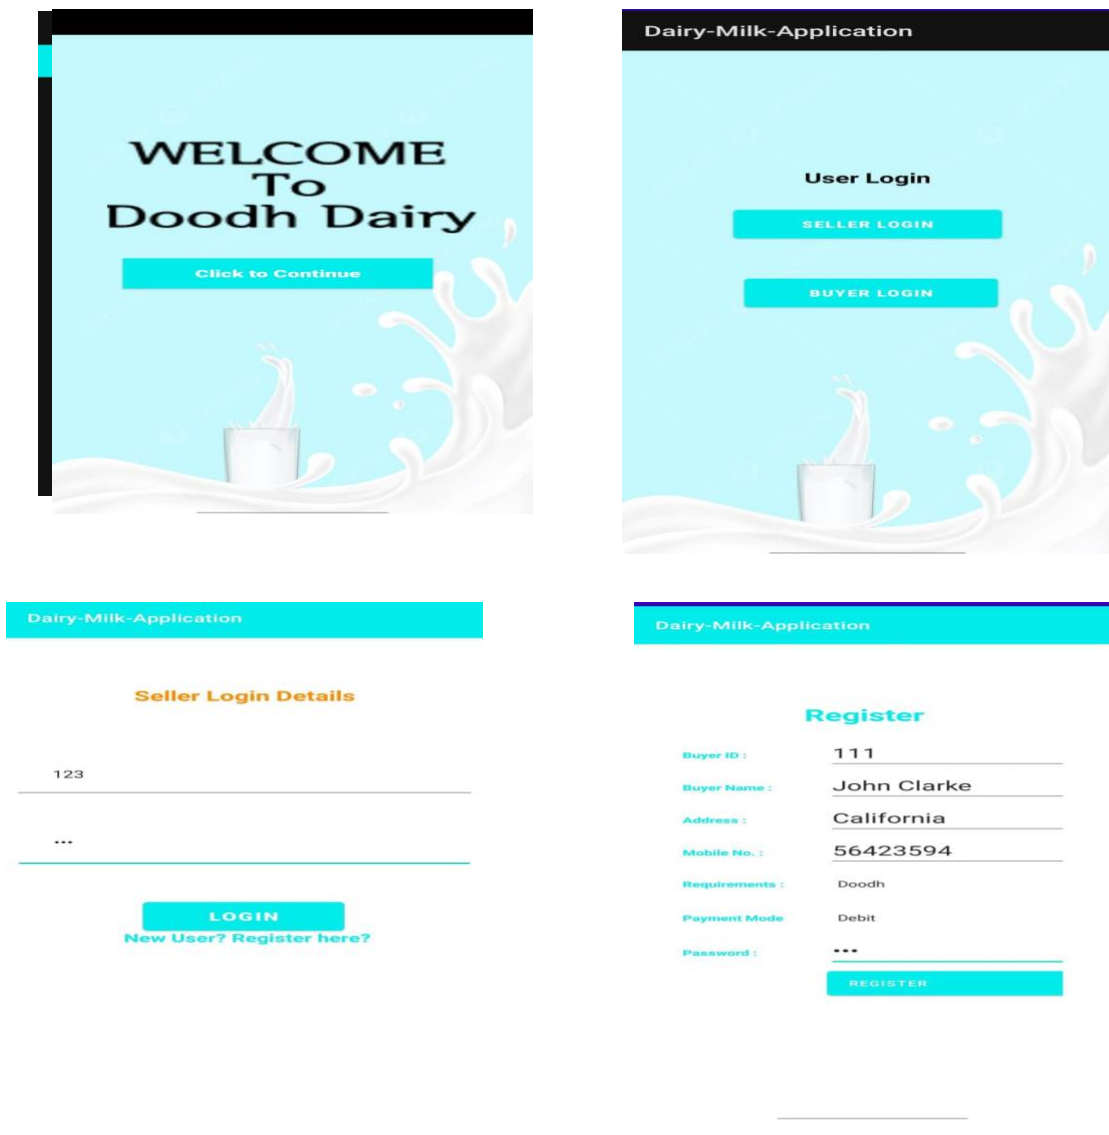 WELCOME
To
Doodh Dairy
Click to Continue
Dairy-Milk-Application
User Login
SELLER LOGIN
BUYER LOGIN
Dairy-Milk-Application
Seller Login Details
123
•••
LOGIN
New User? Register here?
Dairy-Milk-Application
Register
Buyer ID : 111
Buyer Name : John Clarke
Address : California
Mobile No. : 56423594
Requirements : Doodh
Payment Mode Debit
Password : •••
REGISTER